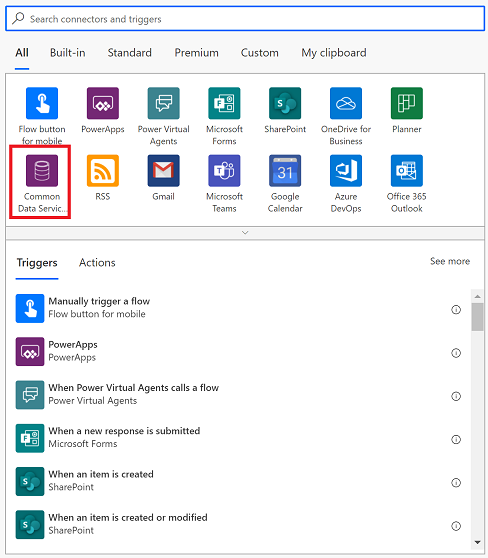 Search connectors and triggers
All Built-in Standard Premium Custom My clipboard
Flow button for mobile
PowerApps
Power Virtual Agents
Microsoft Forms
SharePoint
OneDrive for Business
Planner
Common Data Servic...
RSS
Gmail
Microsoft Teams
31
Google Calendar
Azure DevOps
Office 365 Outlook
Triggers Actions See more
Manually trigger a flow
Flow button for mobile
PowerApps
PowerApps
When Power Virtual Agents calls a flow
Power Virtual Agents
When a new response is submitted
Microsoft Forms
When an item is created
SharePoint
When an item is created or modified
SharePoint